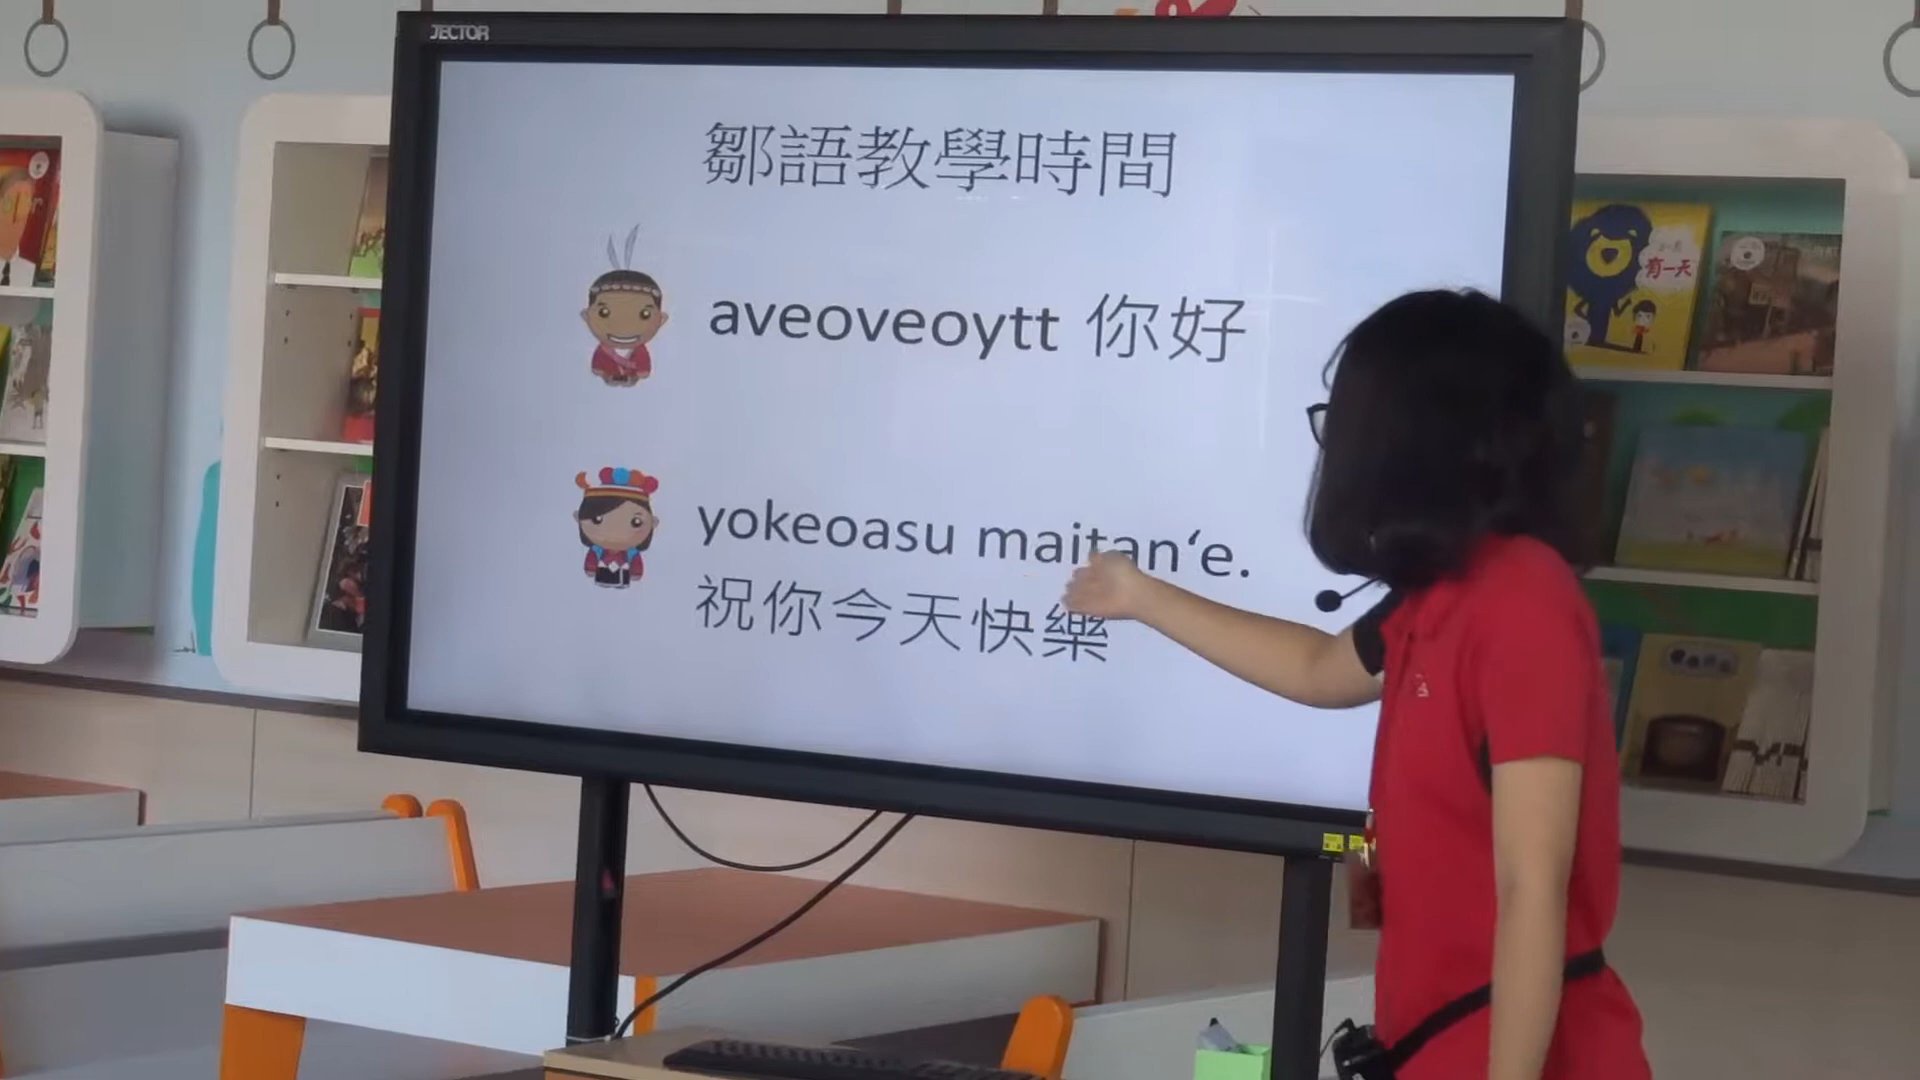 JECTOR
鄒語教學時間
aveoveoytt 你好
yokeoasu maitan‘e.
祝你今天快樂
有一天